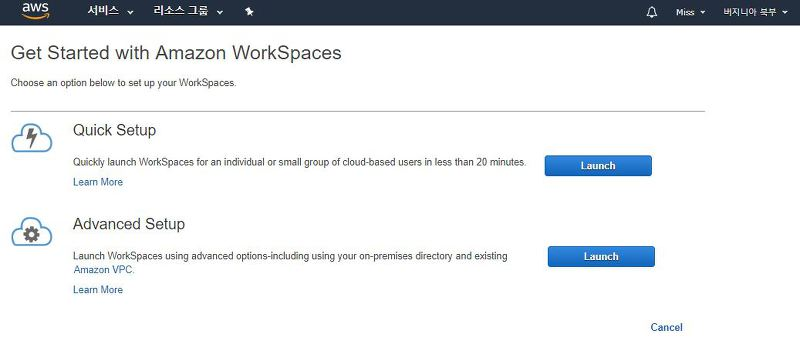 aws 서비스 리소스 그룹 Miss 버지니아 북부
Get Started with Amazon WorkSpaces
Choose an option below to set up your WorkSpaces.
Quick Setup
Quickly launch WorkSpaces for an individual or small group of cloud-based users in less than 20 minutes.
Launch
Learn More
Advanced Setup
Launch WorkSpaces using advanced options-including using your on-premises directory and existing
Amazon VPC.
Launch
Learn More
Cancel